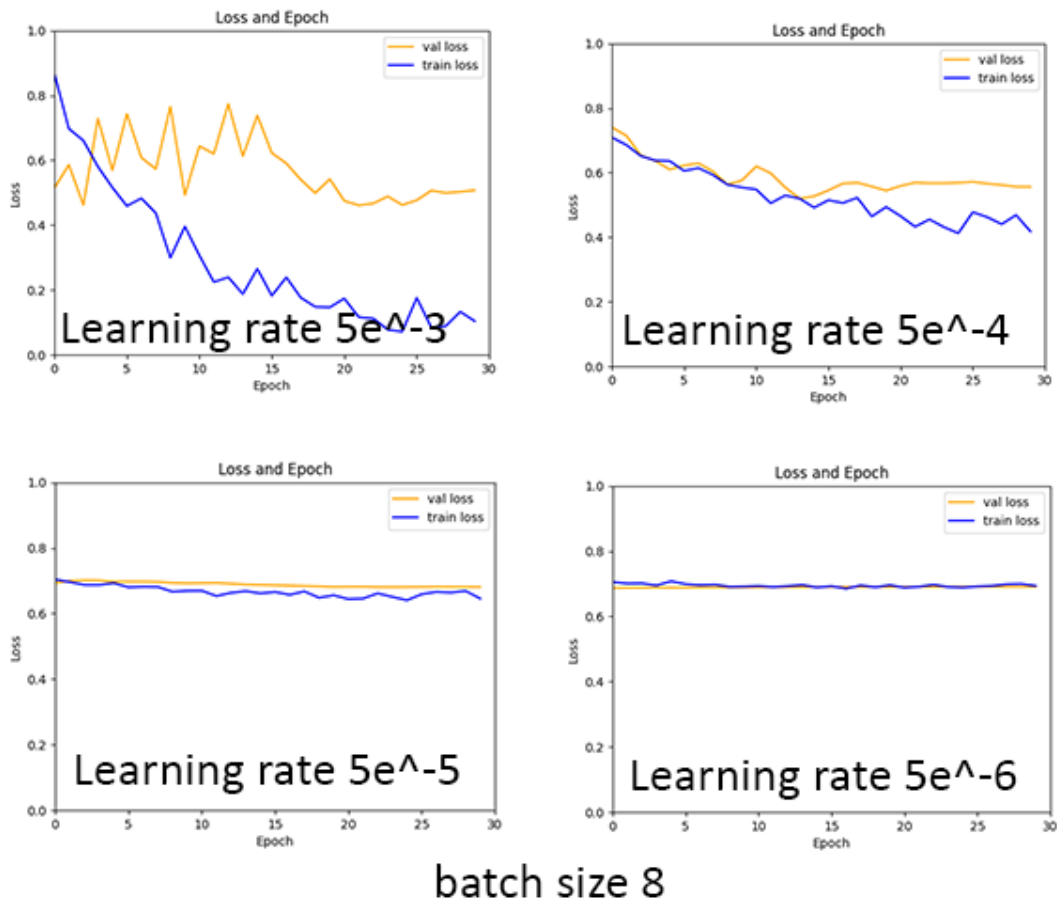 Loss and Epoch
1.0
0.8
0.6
0.4
0.2
0.0
Loss
val loss
train loss
Learning rate 5e^-3
0 5 10 15 20 25 30
Epoch
Loss and Epoch
1.0
0.8
0.6
0.4
0.2
0.0
Loss
val loss
train loss
Learning rate 5e^-4
0 5 10 15 20 25 30
Epoch
Loss and Epoch
1.0
0.8
0.6
0.4
0.2
0.0
Loss
val loss
train loss
Learning rate 5e^-5
0 5 10 15 20 25 30
Epoch
Loss and Epoch
1.0
0.8
0.6
0.4
0.2
0.0
Loss
val loss
train loss
Learning rate 5e^-6
0 5 10 15 20 25 30
Epoch
batch size 8